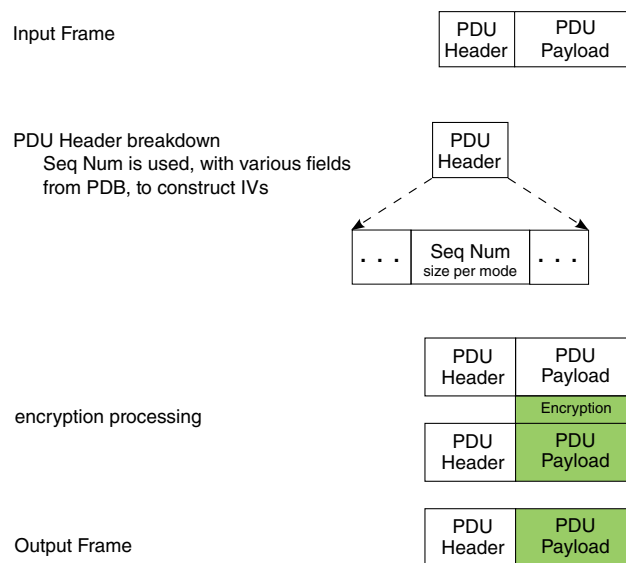 Input Frame
PDU Header
PDU Payload
PDU Header breakdown
Seq Num is used, with various fields
from PDB, to construct IVs
PDU Header
. . .
Seq Num
size per mode
. . .
PDU Header
PDU Payload
encryption processing
Encryption
PDU Header
PDU Payload
Output Frame
PDU Header
PDU Payload